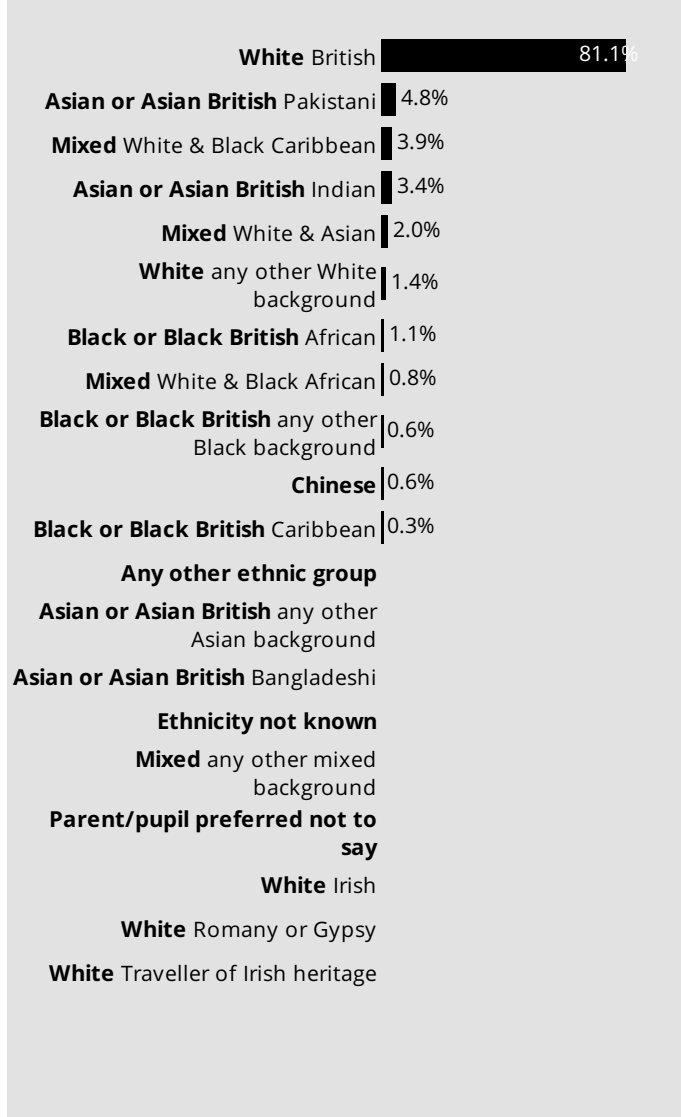 White British 81.1%
Asian or Asian British Pakistani 4.8%
Mixed White & Black Caribbean 3.9%
Asian or Asian British Indian 3.4%
Mixed White & Asian 2.0%
White any other White
background 1.4%
Black or Black British African 1.1%
Mixed White & Black African 0.8%
Black or Black British any other
Black background 0.6%
Chinese 0.6%
Black or Black British Caribbean 0.3%
Any other ethnic group
Asian or Asian British any other
Asian background
Asian or Asian British Bangladeshi
Ethnicity not known
Mixed any other mixed
background
Parent/pupil preferred not to
say
White Irish
White Romany or Gypsy
White Traveller of Irish heritage